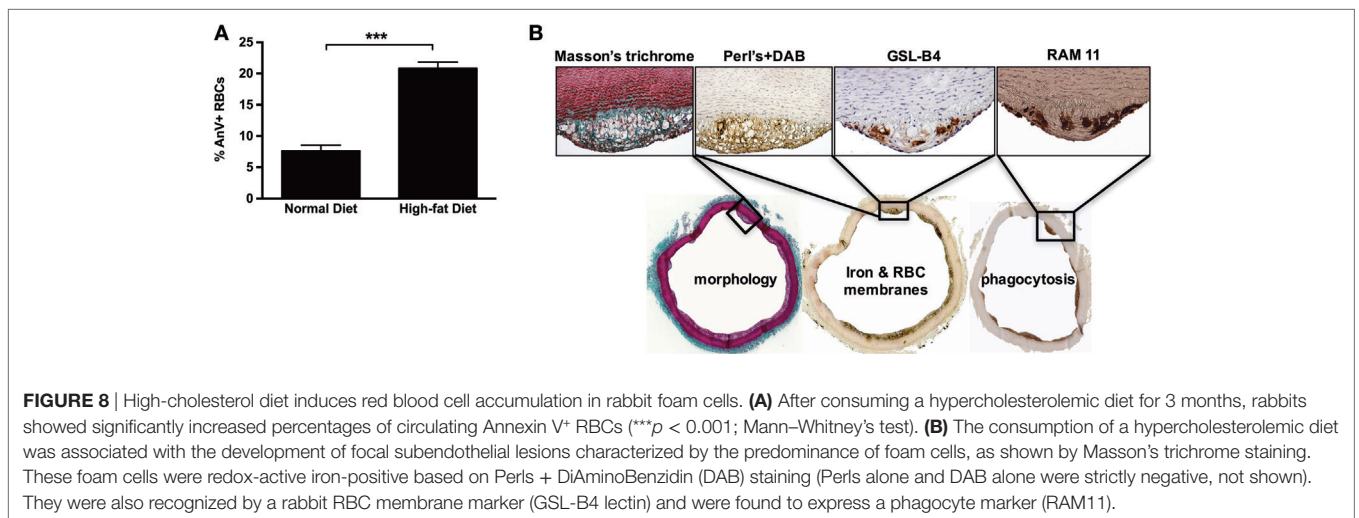 A
***
% AnV+ RBCs
25
20
15
10
5
0
Normal Diet
High-fat Diet
B
Masson's trichrome
Perl's+DAB
GSL-B4
RAM 11
morphology
Iron & RBC
membranes
phagocytosis
FIGURE 8 | High-cholesterol diet induces red blood cell accumulation in rabbit foam cells. (A) After consuming a hypercholesterolemic diet for 3 months, rabbits
showed significantly increased percentages of circulating Annexin V⁺ RBCs (***p < 0.001; Mann–Whitney's test). (B) The consumption of a hypercholesterolemic diet
was associated with the development of focal subendothelial lesions characterized by the predominance of foam cells, as shown by Masson's trichrome staining.
These foam cells were redox-active iron-positive based on Perls + DiAminoBenzidin (DAB) staining (Perls alone and DAB alone were strictly negative, not shown).
They were also recognized by a rabbit RBC membrane marker (GSL-B4 lectin) and were found to express a phagocyte marker (RAM11).